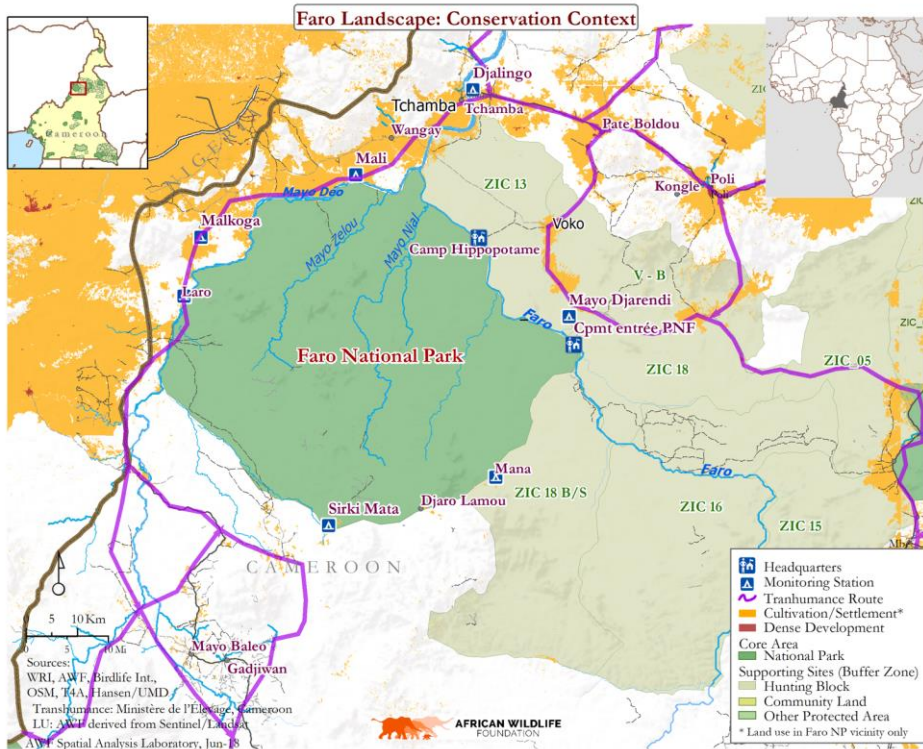 Faro Landscape: Conservation Context
Cameroon
NIGERIA
Djalingo
Tchamba
Tchamba
Wangay
Pate Boldou
Mali
Mayo Deo
ZIC 13
Kongle
Poli
Poli
Malkoga
Mayo Zelou
Mayo Nial
Camp Hippopotame
Voko
V - B
Laro
Mayo Djarendi
Faro
Cpmt entrée PNF
Faro National Park
ZIC 18
ZIC_05
Mana
Faro
Djaro Lamou
ZIC 18 B/S
ZIC 16
ZIC 15
Sirki Mata
CAMEROON
5 10 Km
0 5 10 Mi
Mayo Baleo
Gadjiwan
Sources:
WRI, AWF, Birdlife Int.,
OSM, T4A, Hansen/UMD
Transhumance: Ministère de l'Élevage, Cameroon
LU: AWF derived from Sentinel/Landsat
AWF Spatial Analysis Laboratory, Jun-18
AFRICAN WILDLIFE
FOUNDATION
Headquarters
Monitoring Station
Tranhumance Route
Cultivation/Settlement*
Dense Development
Core Area
National Park
Supporting Sites (Buffer Zone)
Hunting Block
Community Land
Other Protected Area
* Land use in Faro NP vicinity only